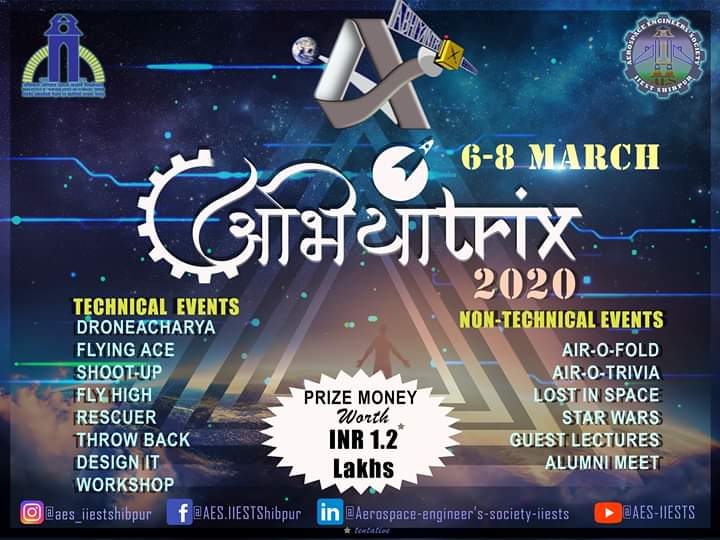 ABHIYANTRIX
AEROSPACE ENGINEERS' SOCIETY
AES
IIEST SHIBPUR
6-8 MARCH
अभियांtrix
2020
TECHNICAL EVENTS
DRONEACHARYA
FLYING ACE
SHOOT-UP
FLY HIGH
RESCUER
THROW BACK
DESIGN IT
WORKSHOP
NON-TECHNICAL EVENTS
AIR-O-FOLD
AIR-O-TRIVIA
LOST IN SPACE
STAR WARS
GUEST LECTURES
ALUMNI MEET
PRIZE MONEY
Worth
INR 1.2*
Lakhs
@aes_iiestshibpur
@AES.IIESTShibpur
@Aerospace-engineer's-society-iiests
@AES-IIESTS
* tentative